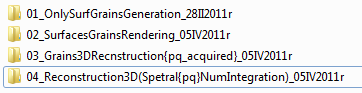 01_OnlySurfGrainsGeneration_28II2011r
02_SurfacesGrainsRendering_05IV2011r
03_Grains3DRecnstruction{pq_acquired}_05IV2011r
04_Reconstruction3D(Spetral{pq}NumIntegration)_05IV2011r